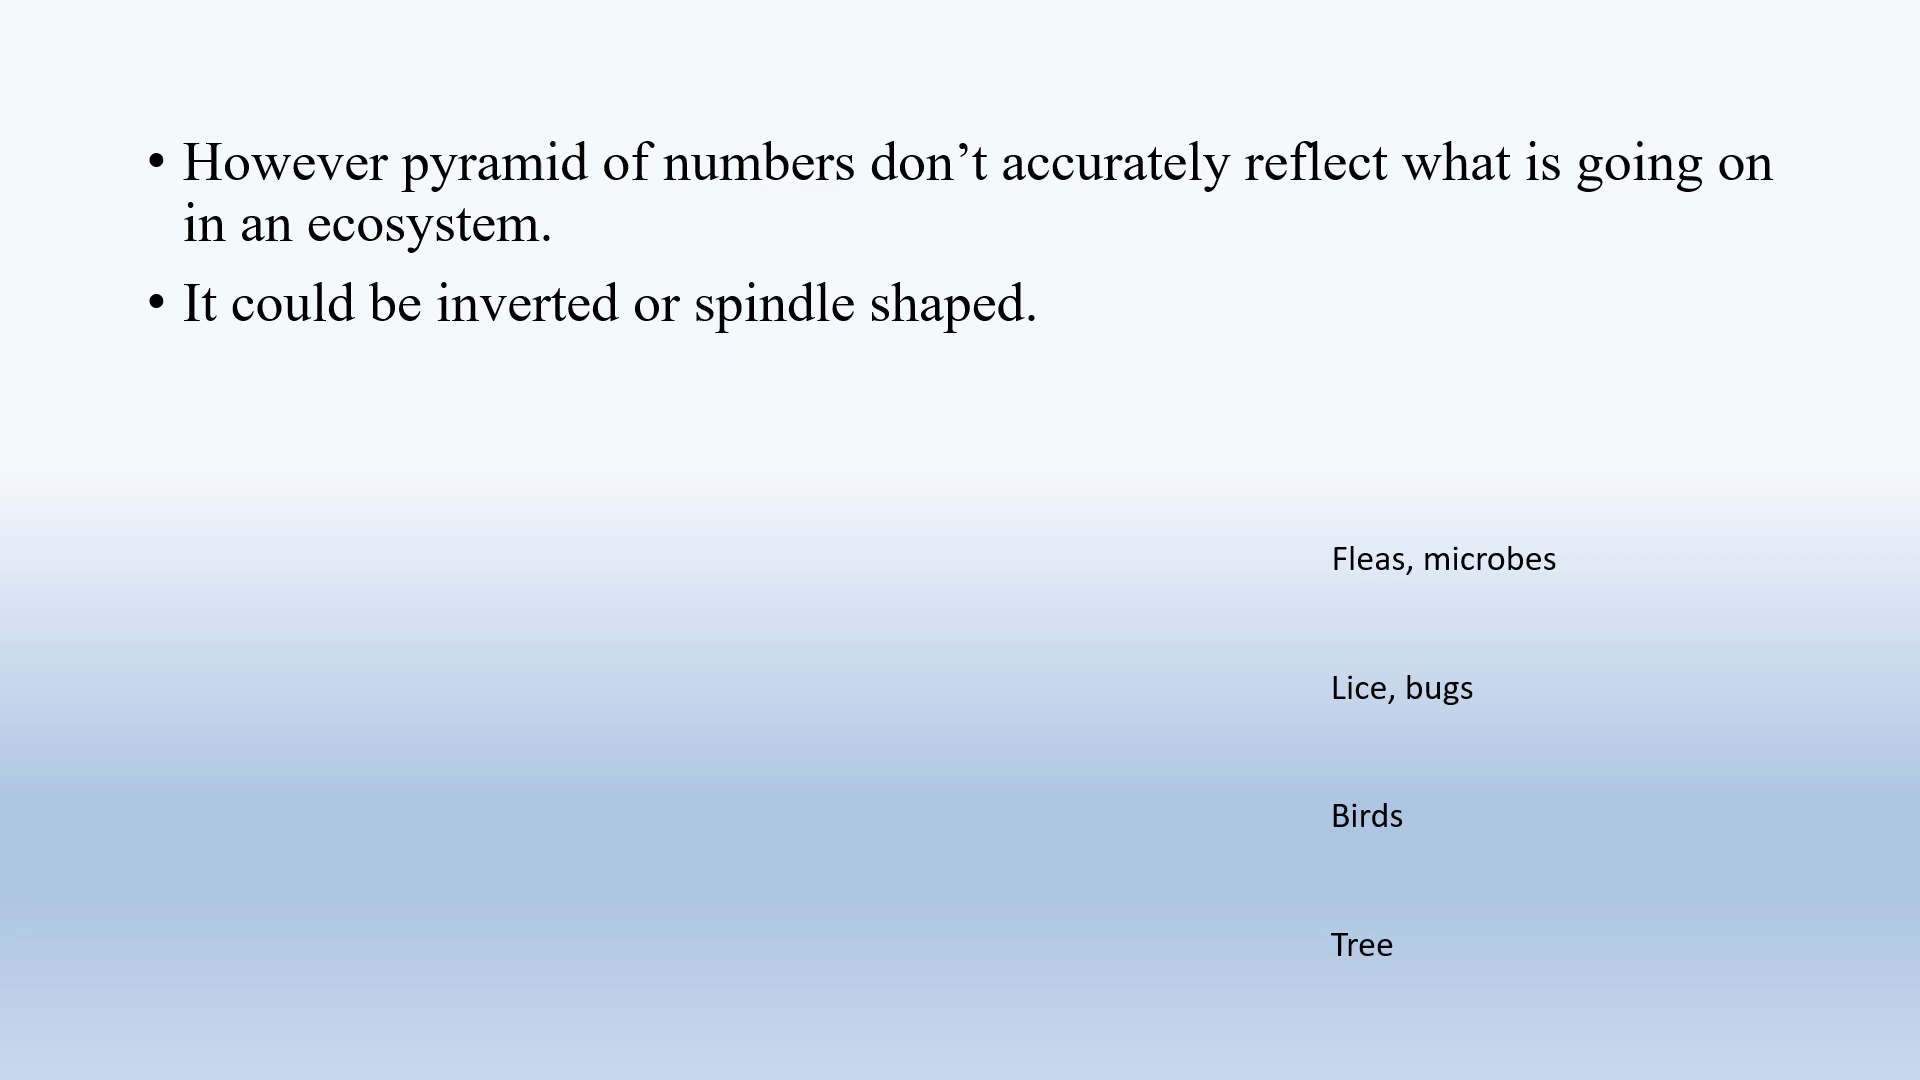 • However pyramid of numbers don’t accurately reflect what is going on
in an ecosystem.
• It could be inverted or spindle shaped.
Fleas, microbes
Lice, bugs
Birds
Tree